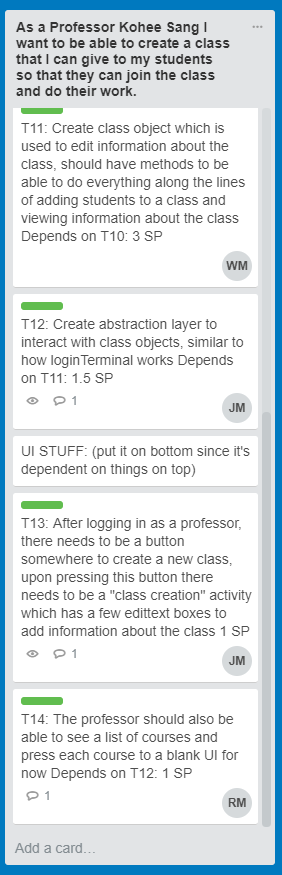 As a Professor Kohee Sang I
want to be able to create a class
that I can give to my students
so that they can join the class
and do their work.
T11: Create class object which is
used to edit information about the
class, should have methods to be
able to do everything along the lines
of adding students to a class and
viewing information about the class
Depends on T10: 3 SP
WM
T12: Create abstraction layer to
interact with class objects, similar to
how loginTerminal works Depends
on T11: 1.5 SP
1
JM
UI STUFF: (put it on bottom since it's
dependent on things on top)
T13: After logging in as a professor,
there needs to be a button
somewhere to create a new class,
upon pressing this button there
needs to be a "class creation" activity
which has a few edittext boxes to
add information about the class 1 SP
1
JM
T14: The professor should also be
able to see a list of courses and
press each course to a blank UI for
now Depends on T12: 1 SP
1
RM
Add a card…